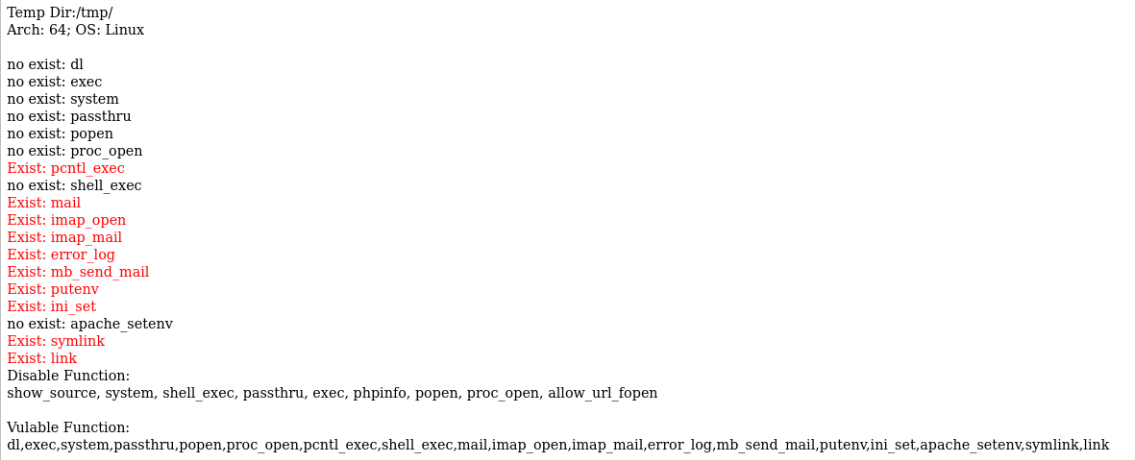 Temp Dir:/tmp/
Arch: 64; OS: Linux
no exist: dl
no exist: exec
no exist: system
no exist: passthru
no exist: popen
no exist: proc_open
Exist: pcntl_exec
no exist: shell_exec
Exist: mail
Exist: imap_open
Exist: imap_mail
Exist: error_log
Exist: mb_send_mail
Exist: putenv
Exist: ini_set
no exist: apache_setenv
Exist: symlink
Exist: link
Disable Function:
show_source, system, shell_exec, passthru, exec, phpinfo, popen, proc_open, allow_url_fopen
Vulable Function:
dl,exec,system,passthru,popen,proc_open,pcntl_exec,shell_exec,mail,imap_open,imap_mail,error_log,mb_send_mail,putenv,ini_set,apache_setenv,symlink,link